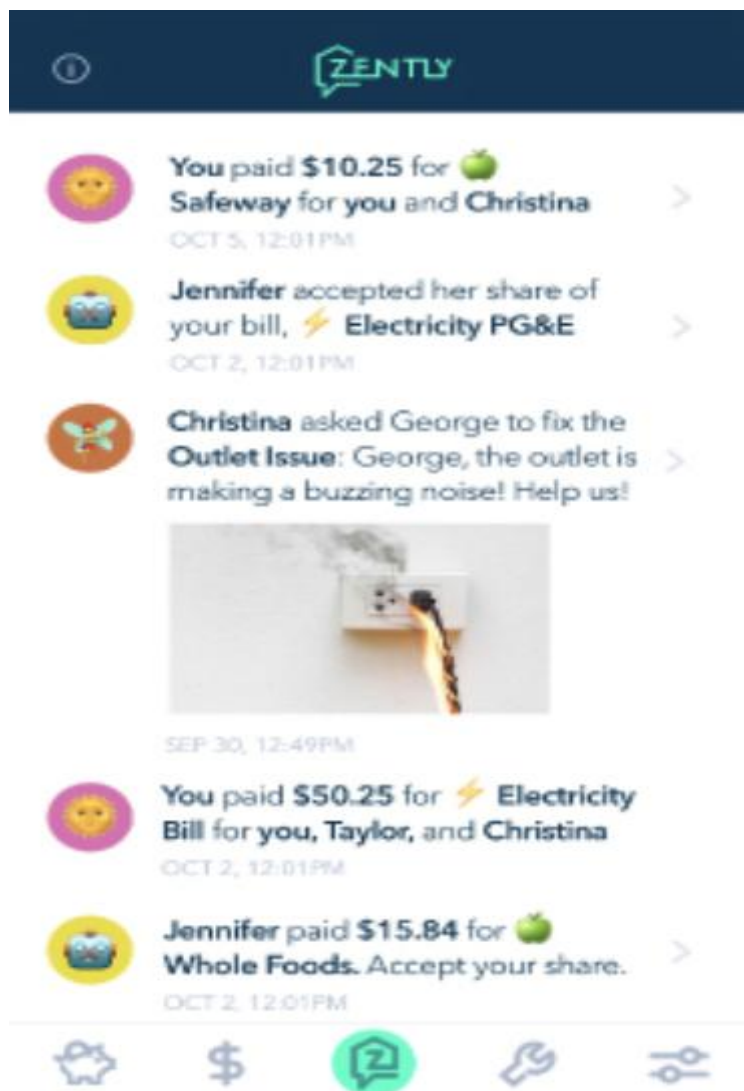 ZENTLY
You paid $10.25 for 🍏
Safeway for you and Christina
OCT 5, 12:01PM
Jennifer accepted her share of
your bill, ⚡ Electricity PG&E
OCT 2, 12:01PM
Christina asked George to fix the
Outlet Issue: George, the outlet is
making a buzzing noise! Help us!
SEP 30, 12:49PM
You paid $50.25 for ⚡ Electricity
Bill for you, Taylor, and Christina
OCT 2, 12:01PM
Jennifer paid $15.84 for 🍏
Whole Foods. Accept your share.
OCT 2, 12:01PM